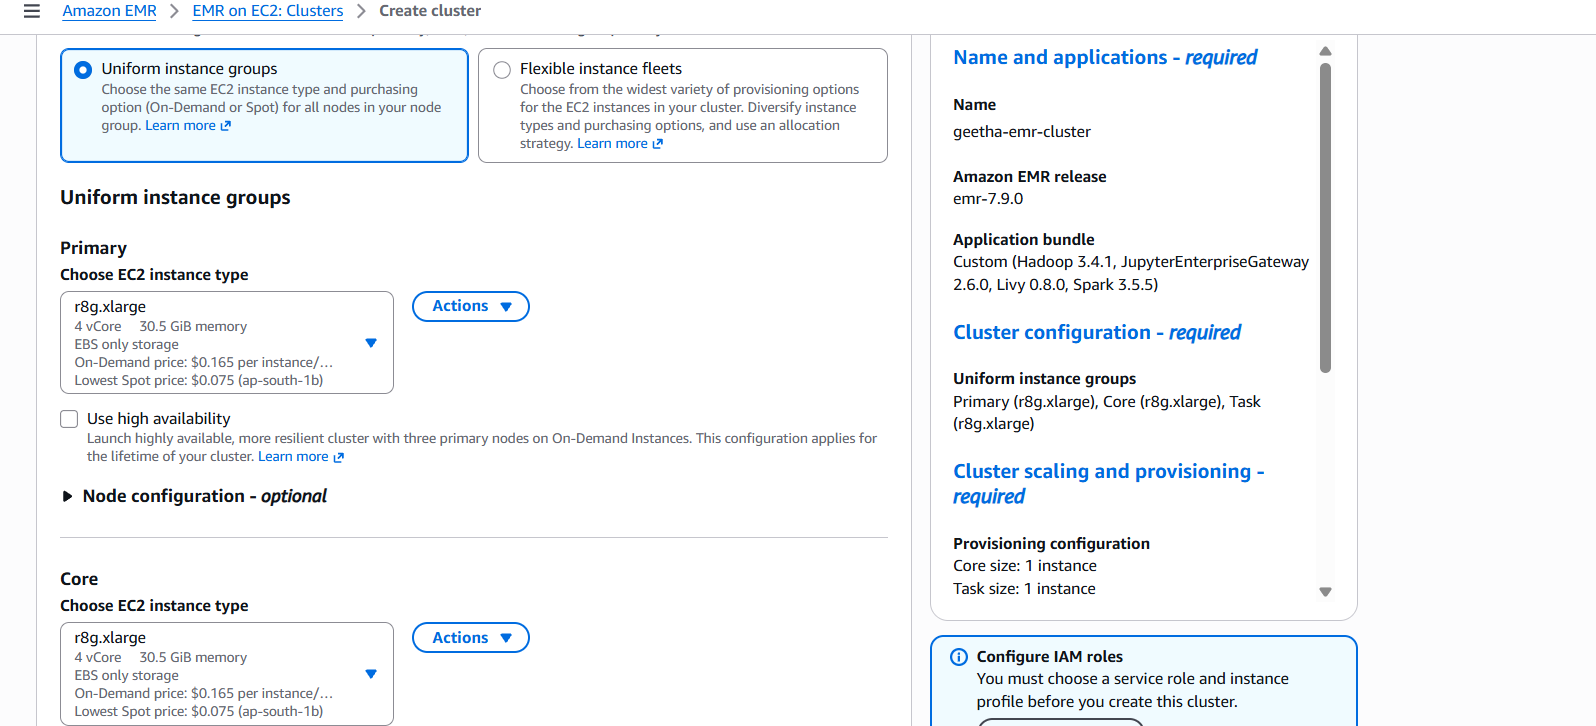 Amazon EMR > EMR on EC2: Clusters > Create cluster
Uniform instance groups
Choose the same EC2 instance type and purchasing
option (On-Demand or Spot) for all nodes in your node
group. Learn more
Flexible instance fleets
Choose from the widest variety of provisioning options
for the EC2 instances in your cluster. Diversify instance
types and purchasing options, and use an allocation
strategy. Learn more
Uniform instance groups
Primary
Choose EC2 instance type
r8g.xlarge
4 vCore 30.5 GiB memory
EBS only storage
On-Demand price: $0.165 per instance/...
Lowest Spot price: $0.075 (ap-south-1b)
Actions
Use high availability
Launch highly available, more resilient cluster with three primary nodes on On-Demand Instances. This configuration applies for
the lifetime of your cluster. Learn more
Node configuration - optional
Core
Choose EC2 instance type
r8g.xlarge
4 vCore 30.5 GiB memory
EBS only storage
On-Demand price: $0.165 per instance/...
Lowest Spot price: $0.075 (ap-south-1b)
Actions
Name and applications - required
Name
geetha-emr-cluster
Amazon EMR release
emr-7.9.0
Application bundle
Custom (Hadoop 3.4.1, JupyterEnterpriseGateway
2.6.0, Livy 0.8.0, Spark 3.5.5)
Cluster configuration - required
Uniform instance groups
Primary (r8g.xlarge), Core (r8g.xlarge), Task
(r8g.xlarge)
Cluster scaling and provisioning -
required
Provisioning configuration
Core size: 1 instance
Task size: 1 instance
Configure IAM roles
You must choose a service role and instance
profile before you create this cluster.